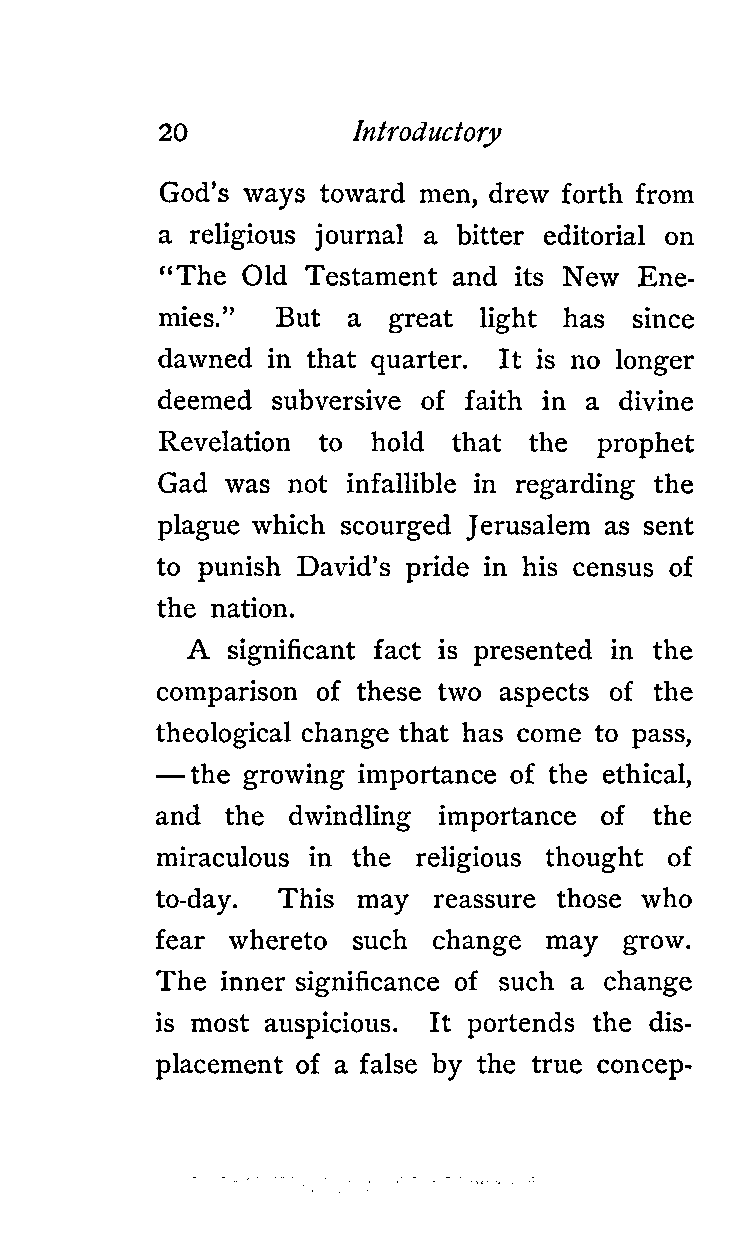 20 Introductory
God's ways toward men, drew forth from
a religious journal a bitter editorial on
"The Old Testament and its New Ene-
mies." But a great light has since
dawned in that quarter. It is no longer
deemed subversive of faith in a divine
Revelation to hold that the prophet
Gad was not infallible in regarding the
plague which scourged Jerusalem as sent
to punish David's pride in his census of
the nation.
A significant fact is presented in the
comparison of these two aspects of the
theological change that has come to pass,
—the growing importance of the ethical,
and the dwindling importance of the
miraculous in the religious thought of
to-day. This may reassure those who
fear whereto such change may grow.
The inner significance of such a change
is most auspicious. It portends the dis-
placement of a false by the true concep-